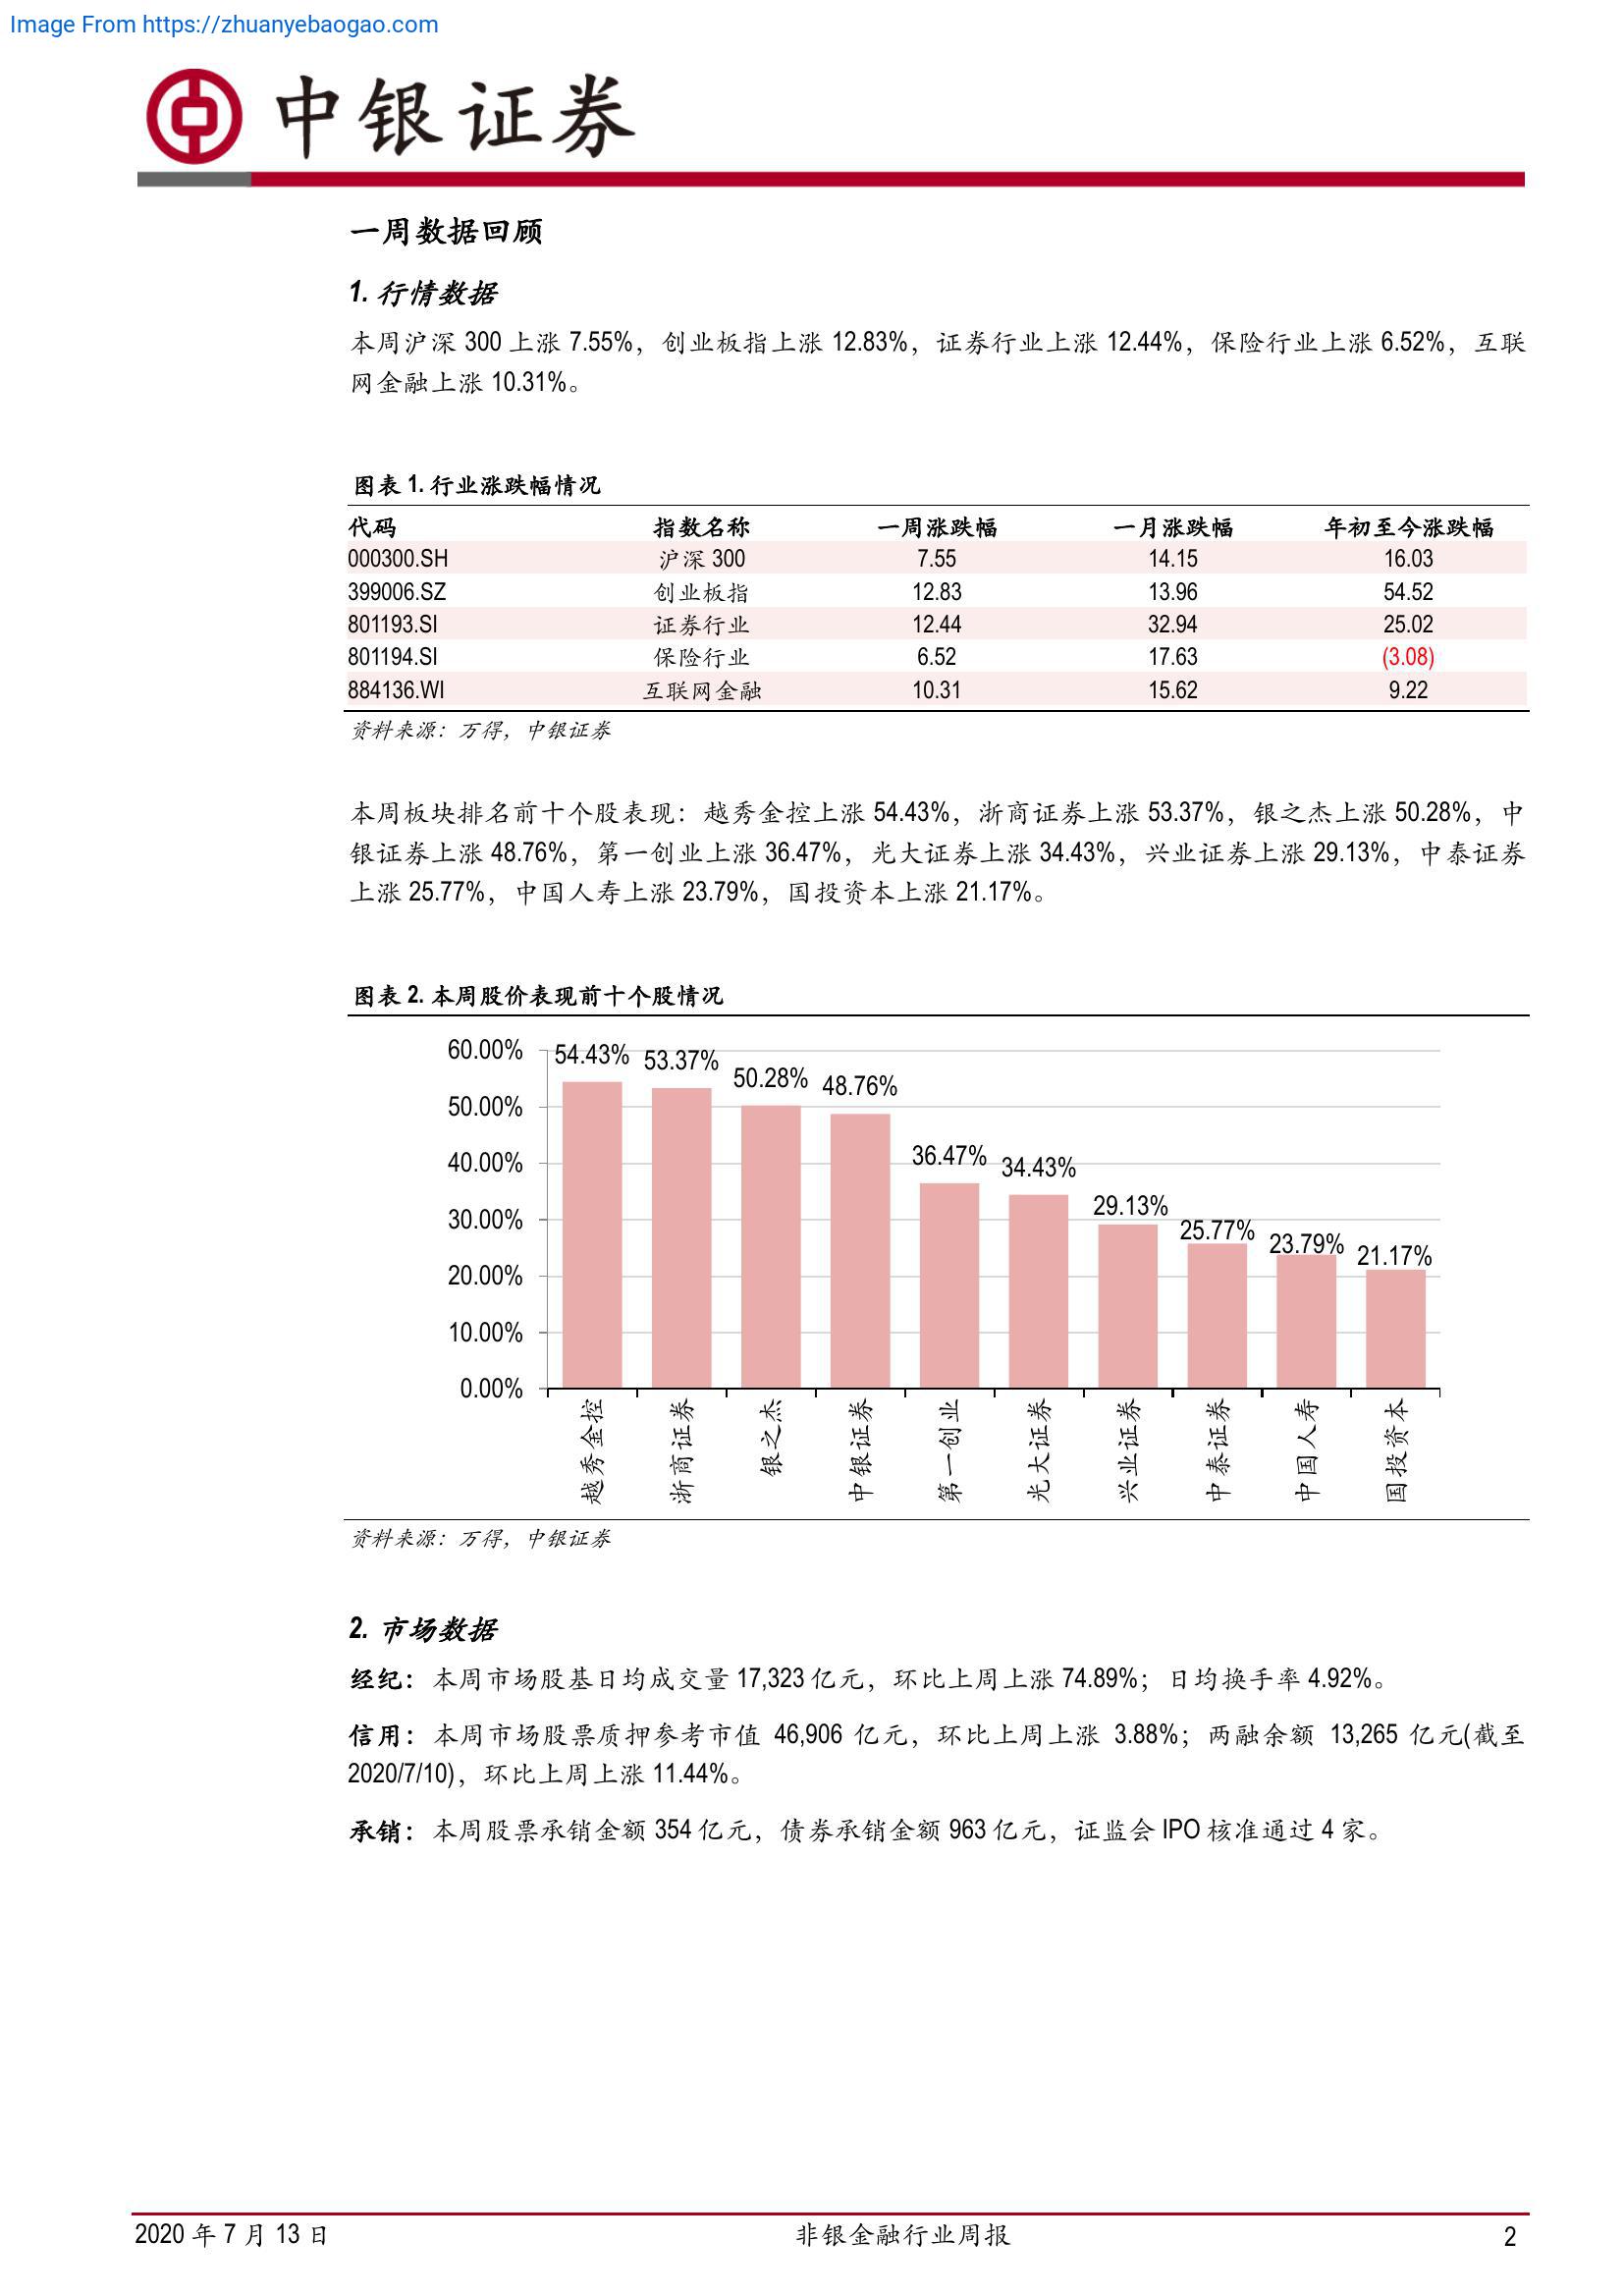 Image From https://zhuanyebaogao.com
中银证券
一周数据回顾
1. 行情数据
本周沪深 300 上涨 7.55%，创业板指上涨 12.83%，证券行业上涨 12.44%，保险行业上涨 6.52%，互联
网金融上涨 10.31%。
图表 1. 行业涨跌幅情况
代码 指数名称 一周涨跌幅 一月涨跌幅 年初至今涨跌幅
000300.SH 沪深 300 7.55 14.15 16.03
399006.SZ 创业板指 12.83 13.96 54.52
801193.SI 证券行业 12.44 32.94 25.02
801194.SI 保险行业 6.52 17.63 (3.08)
884136.WI 互联网金融 10.31 15.62 9.22
资料来源：万得，中银证券
本周板块排名前十个股表现：越秀金控上涨 54.43%，浙商证券上涨 53.37%，银之杰上涨 50.28%，中
银证券上涨 48.76%，第一创业上涨 36.47%，光大证券上涨 34.43%，兴业证券上涨 29.13%，中泰证券
上涨 25.77%，中国人寿上涨 23.79%，国投资本上涨 21.17%。
图表 2. 本周股价表现前十个股情况
60.00%
50.00%
40.00%
30.00%
20.00%
10.00%
0.00%
54.43%
53.37%
50.28%
48.76%
36.47%
34.43%
29.13%
25.77%
23.79%
21.17%
越秀金控
浙商证券
银之杰
中银证券
第一创业
光大证券
兴业证券
中泰证券
中国人寿
国投资本
资料来源：万得，中银证券
2. 市场数据
经纪：本周市场股基日均成交量 17,323 亿元，环比上周上涨 74.89%；日均换手率 4.92%。
信用：本周市场股票质押参考市值 46,906 亿元，环比上周上涨 3.88%；两融余额 13,265 亿元(截至
2020/7/10)，环比上周上涨 11.44%。
承销：本周股票承销金额 354 亿元，债券承销金额 963 亿元，证监会 IPO 核准通过 4 家。
2020 年 7 月 13 日 非银金融行业周报 2